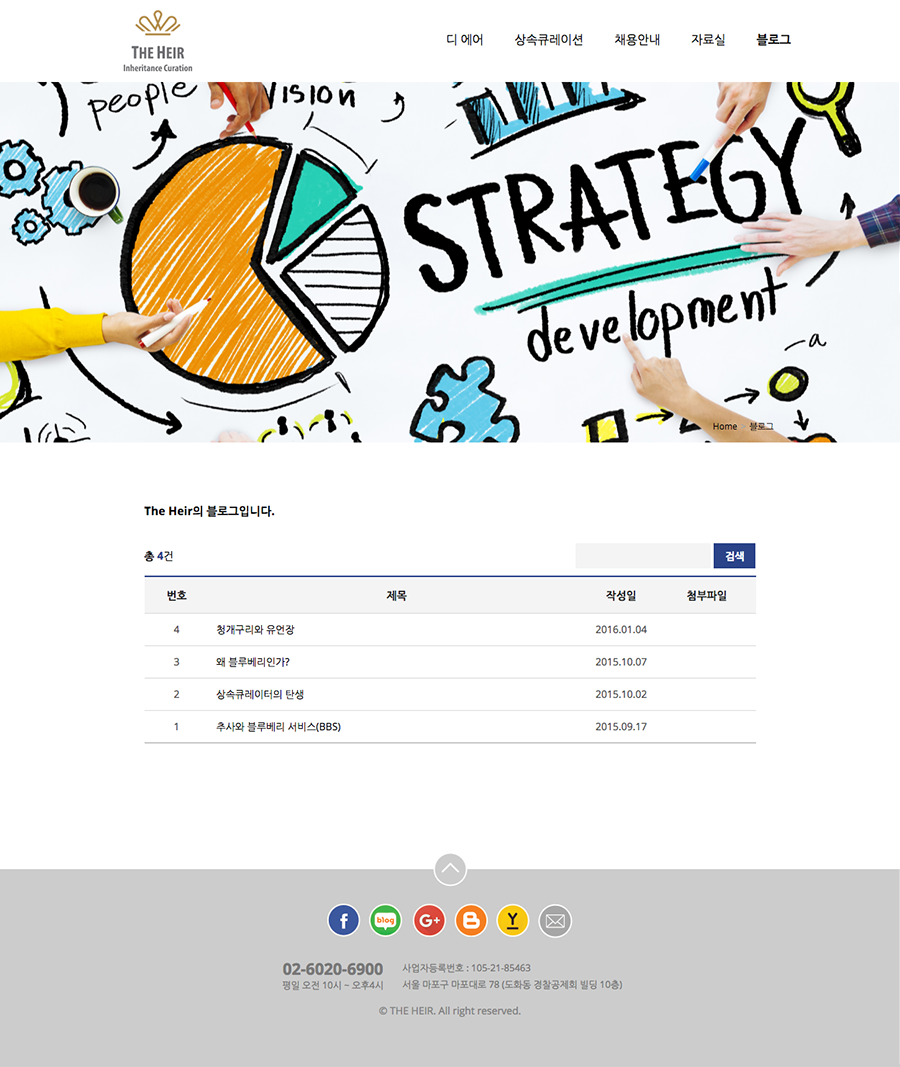 THE HEIR
Inheritance Curation
디 에어 상속큐레이션 채용안내 자료실 블로그
people
vision
STRATEGY
development
a
Home > 블로그
The Heir의 블로그입니다.
총 4건 검색
번호 제목 작성일 첨부파일
4 청개구리와 유언장 2016.01.04
3 왜 블루베리인가? 2015.10.07
2 상속큐레이터의 탄생 2015.10.02
1 추사와 블루베리 서비스(BBS) 2015.09.17
f blog G+ B Y
02-6020-6900 사업자등록번호 : 105-21-85463
평일 오전 10시 ~ 오후4시 서울 마포구 마포대로 78 (도화동 경찰공제회 빌딩 10층)
© THE HEIR. All right reserved.